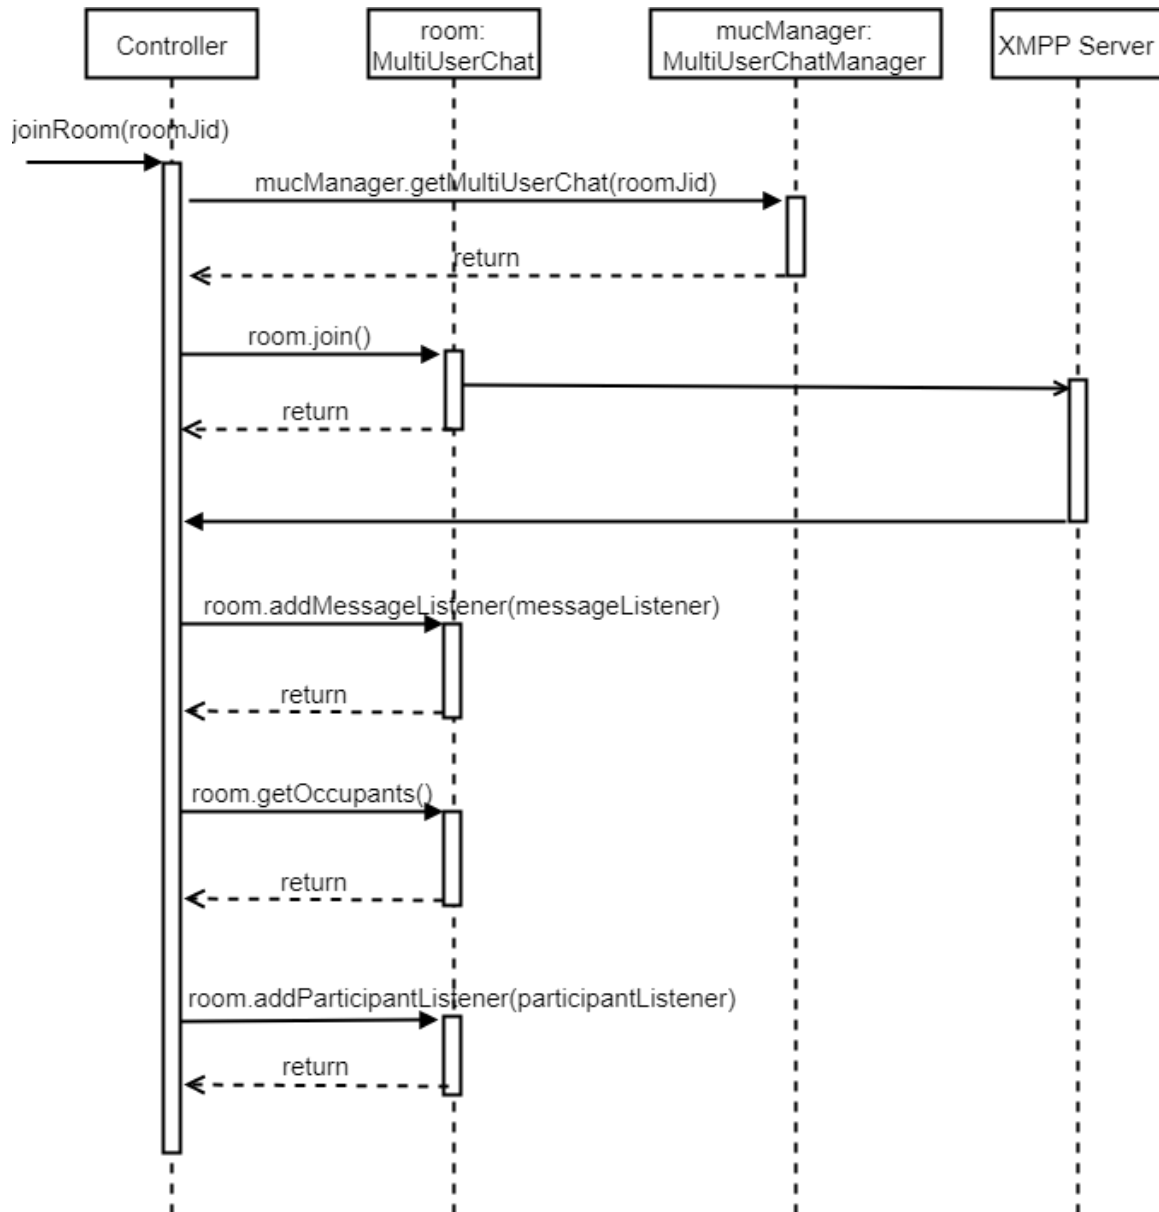 Controller
room:
MultiUserChat
mucManager:
MultiUserChatManager
XMPP Server
joinRoom(roomJid)
mucManager.getMultiUserChat(roomJid)
return
room.join()
return
room.addMessageListener(messageListener)
return
room.getOccupants()
return
room.addParticipantListener(participantListener)
return